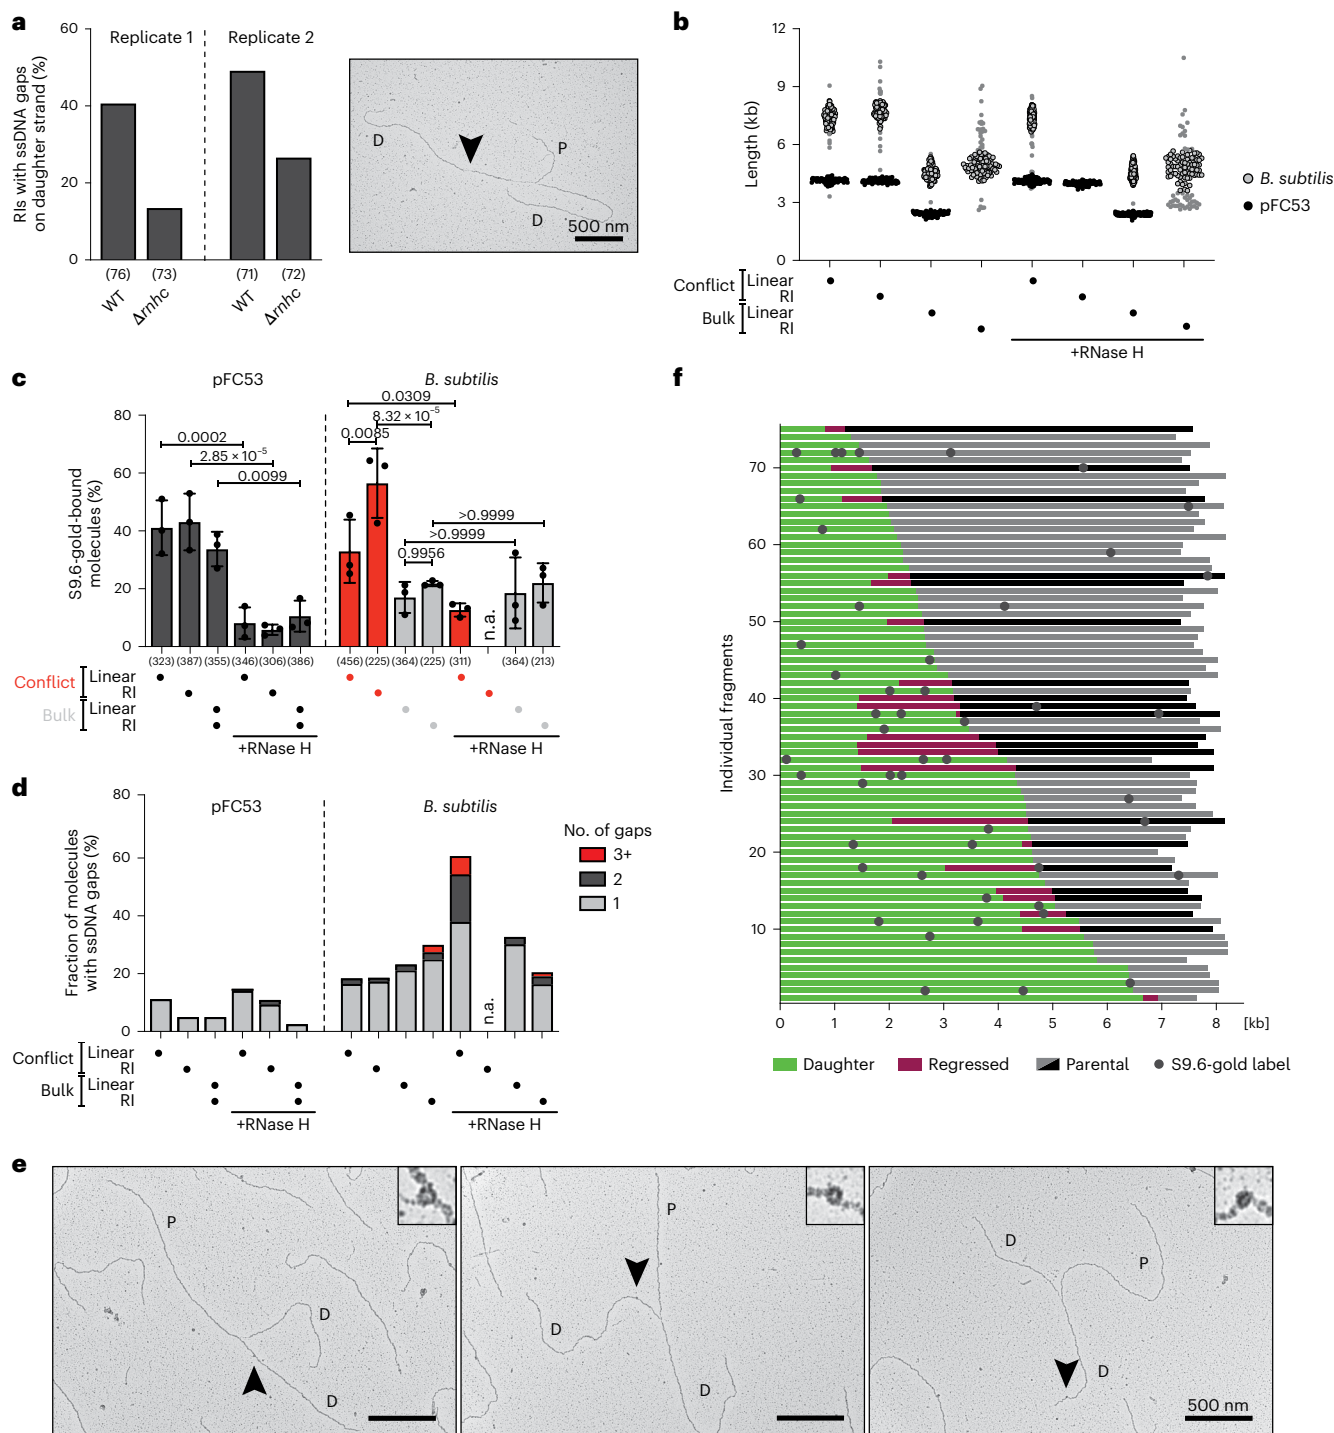 a
60
40
20
0
RIs with ssDNA gaps
on daughter strand (%)
Replicate 1
Replicate 2
(76)
(73)
(71)
(72)
WT
Δrnhc
WT
Δrnhc
D
P
D
500 nm
b
12
9
6
3
0
Length (kb)
B. subtilis
pFC53
Conflict
Linear
RI
Bulk
Linear
RI
+RNase H
c
pFC53
B. subtilis
80
60
40
20
0
S9.6-gold-bound
molecules (%)
0.0002
2.85 × 10⁻⁵
0.0099
0.0309
8.32 × 10⁻⁵
0.0085
>0.9999
>0.9999
0.9956
n.a.
(323) (387) (355) (346) (306) (386)
(456) (225) (364) (225) (311)
(364) (213)
Conflict
Linear
RI
Bulk
Linear
RI
+RNase H
+RNase H
d
pFC53
B. subtilis
80
60
40
20
0
Fraction of molecules
with ssDNA gaps (%)
No. of gaps
3+
2
1
n.a.
Conflict
Linear
RI
Bulk
Linear
RI
+RNase H
+RNase H
f
70
60
50
40
30
20
10
Individual fragments
0 1 2 3 4 5 6 7 8 [kb]
Daughter
Regressed
Parental
S9.6-gold label
e
P
D
D
P
D
D
D
P
D
500 nm